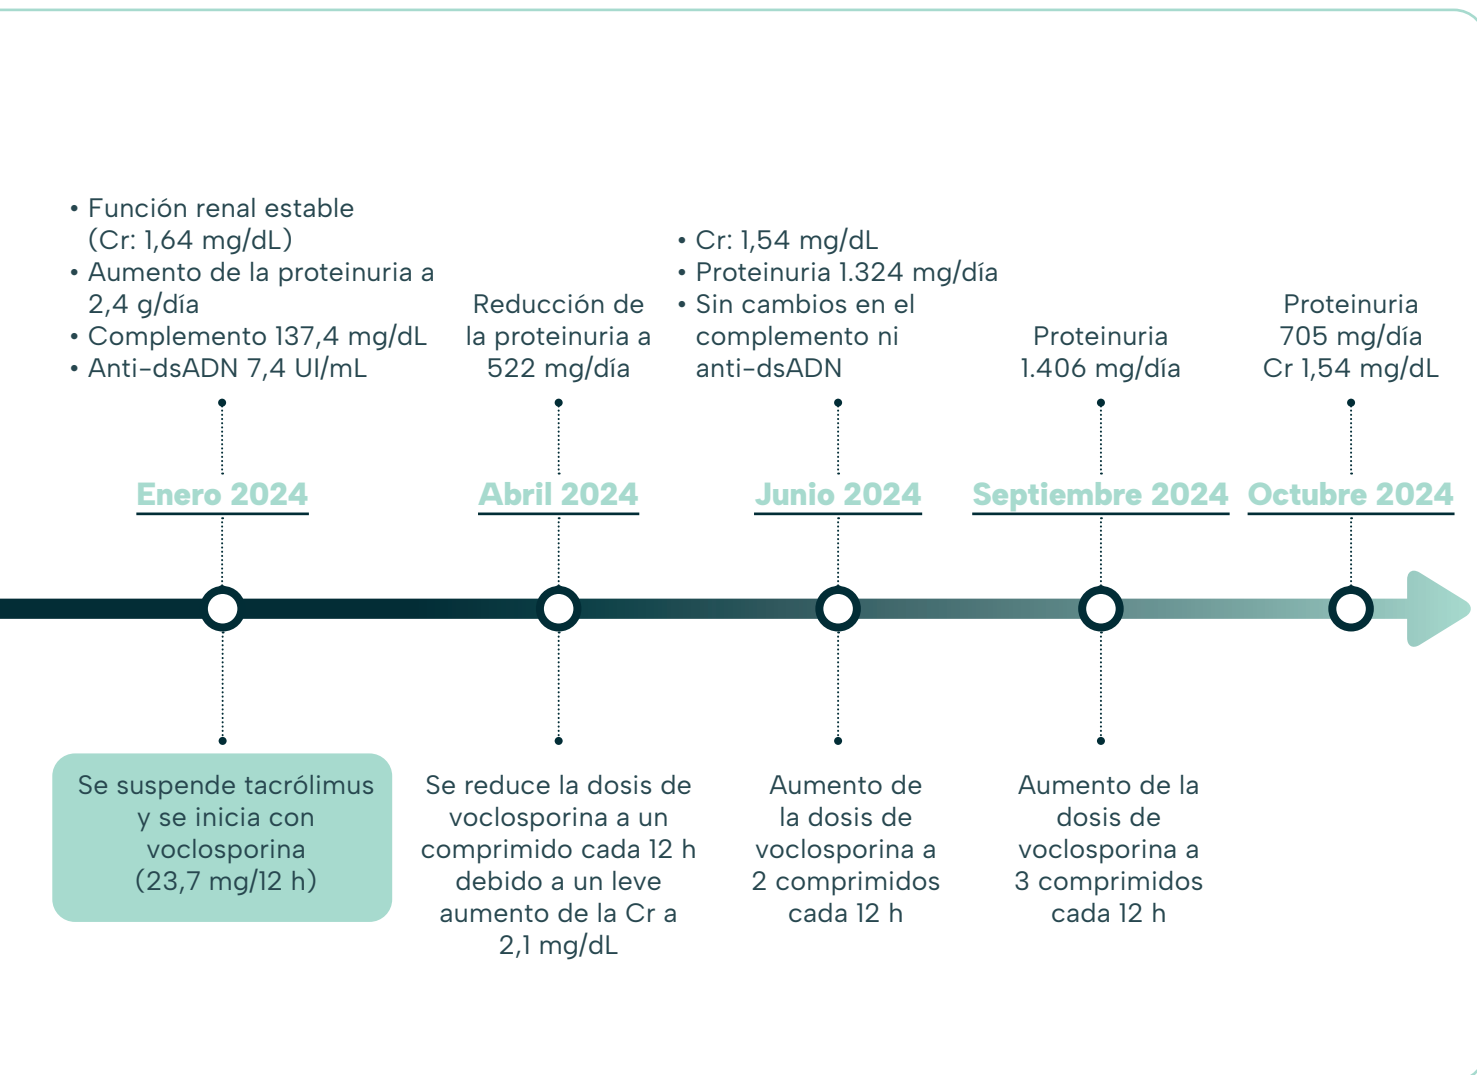 • Función renal estable
(Cr: 1,64 mg/dL)
• Aumento de la proteinuria a
2,4 g/día
• Complemento 137,4 mg/dL
• Anti-dsADN 7,4 UI/mL
Reducción de
la proteinuria a
522 mg/día
• Cr: 1,54 mg/dL
• Proteinuria 1.324 mg/día
• Sin cambios en el
complemento ni
anti-dsADN
Proteinuria
1.406 mg/día
Proteinuria
705 mg/día
Cr 1,54 mg/dL
Enero 2024
Abril 2024
Junio 2024
Septiembre 2024
Octubre 2024
Se suspende tacrólimus
y se inicia con
voclosporina
(23,7 mg/12 h)
Se reduce la dosis de
voclosporina a un
comprimido cada 12 h
debido a un leve
aumento de la Cr a
2,1 mg/dL
Aumento de
la dosis de
voclosporina a
2 comprimidos
cada 12 h
Aumento de la
dosis de
voclosporina a
3 comprimidos
cada 12 h